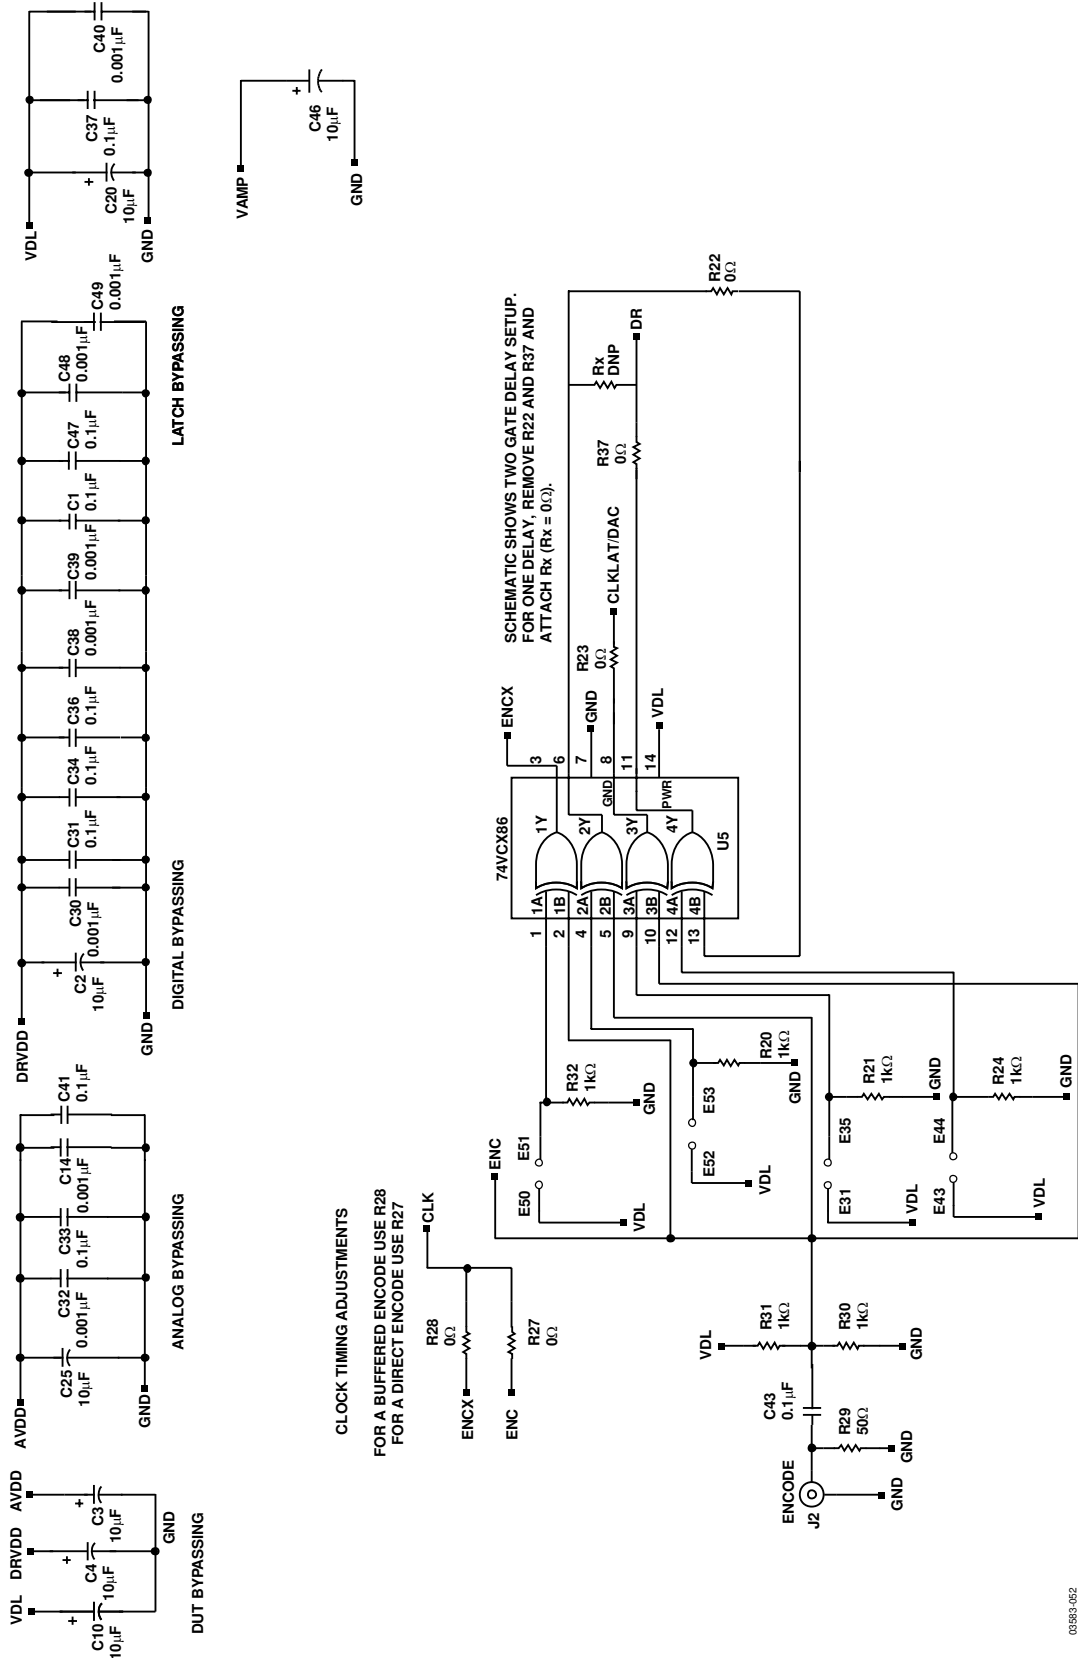 VDL
DRVDD
AVDD
C10
10µF
+
C4
10µF
+
C3
10µF
+
GND
DUT BYPASSING
AVDD
GND
C25
10µF
C32
0.001µF
C33
0.1µF
C14
0.001µF
C41
0.1µF
ANALOG BYPASSING
DRVDD
GND
+
C2
10µF
C30
0.001µF
C31
0.1µF
C34
0.1µF
C36
0.1µF
C38
0.001µF
C39
0.001µF
C1
0.1µF
C47
0.1µF
C48
0.001µF
C49
0.001µF
DIGITAL BYPASSING
LATCH BYPASSING
VDL
GND
+
C20
10µF
C37
0.1µF
C40
0.001µF
VAMP
GND
+
C46
10µF
CLOCK TIMING ADJUSTMENTS
FOR A BUFFERED ENCODE USE R28
FOR A DIRECT ENCODE USE R27
ENCX
R28
0Ω
CLK
ENC
R27
0Ω
SCHEMATIC SHOWS TWO GATE DELAY SETUP.
FOR ONE DELAY, REMOVE R22 AND R37 AND
ATTACH Rx (Rx = 0Ω).
ENC
E50
E51
VDL
R32
1kΩ
GND
E52
E53
VDL
R20
1kΩ
GND
E31
E35
VDL
R21
1kΩ
GND
E43
E44
VDL
R24
1kΩ
GND
74VCX86
1
1A
2
1B
4
2A
5
2B
9
3A
10
3B
12
4A
13
4B
1Y
2Y
3Y
4Y
GND
PWR
U5
3
6
7
8
11
14
ENCX
GND
VDL
R23
0Ω
CLKLAT/DAC
R37
0Ω
Rx
DNP
DR
R22
0Ω
ENCODE
J2
GND
R29
50Ω
GND
C43
0.1µF
VDL
R31
1kΩ
R30
1kΩ
GND
03583-052